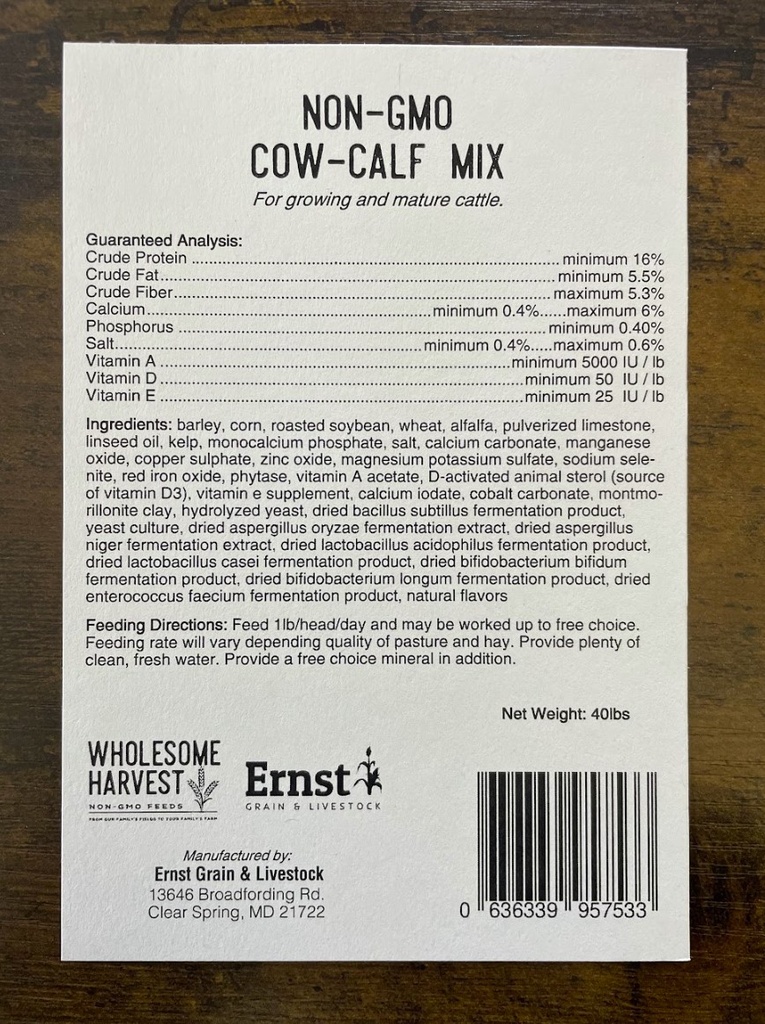 NON-GMO
COW-CALF MIX
For growing and mature cattle.
Guaranteed Analysis:
Crude Protein ........................................................................ minimum 16%
Crude Fat................................................................................ minimum 5.5%
Crude Fiber............................................................................. maximum 5.3%
Calcium.........................................................minimum 0.4%......maximum 6%
Phosphorus ........................................................................... minimum 0.40%
Salt............................................................. minimum 0.4%.....maximum 0.6%
Vitamin A ......................................................................minimum 5000 IU / lb
Vitamin D .........................................................................minimum 50 IU / lb
Vitamin E .........................................................................minimum 25 IU / lb
Ingredients: barley, corn, roasted soybean, wheat, alfalfa, pulverized limestone,
linseed oil, kelp, monocalcium phosphate, salt, calcium carbonate, manganese
oxide, copper sulphate, zinc oxide, magnesium potassium sulfate, sodium sele-
nite, red iron oxide, phytase, vitamin A acetate, D-activated animal sterol (source
of vitamin D3), vitamin e supplement, calcium iodate, cobalt carbonate, montmo-
rillonite clay, hydrolyzed yeast, dried bacillus subtillus fermentation product,
yeast culture, dried aspergillus oryzae fermentation extract, dried aspergillus
niger fermentation extract, dried lactobacillus acidophilus fermentation product,
dried lactobacillus casei fermentation product, dried bifidobacterium bifidum
fermentation product, dried bifidobacterium longum fermentation product, dried
enterococcus faecium fermentation product, natural flavors
Feeding Directions: Feed 1lb/head/day and may be worked up to free choice.
Feeding rate will vary depending quality of pasture and hay. Provide plenty of
clean, fresh water. Provide a free choice mineral in addition.
Net Weight: 40lbs
WHOLESOME
HARVEST
NON-GMO FEEDS
FROM OUR FAMILY'S FIELDS TO YOUR FAMILY'S FARM
Ernst
GRAIN & LIVESTOCK
Manufactured by:
Ernst Grain & Livestock
13646 Broadfording Rd.
Clear Spring, MD 21722
0 636339 957533